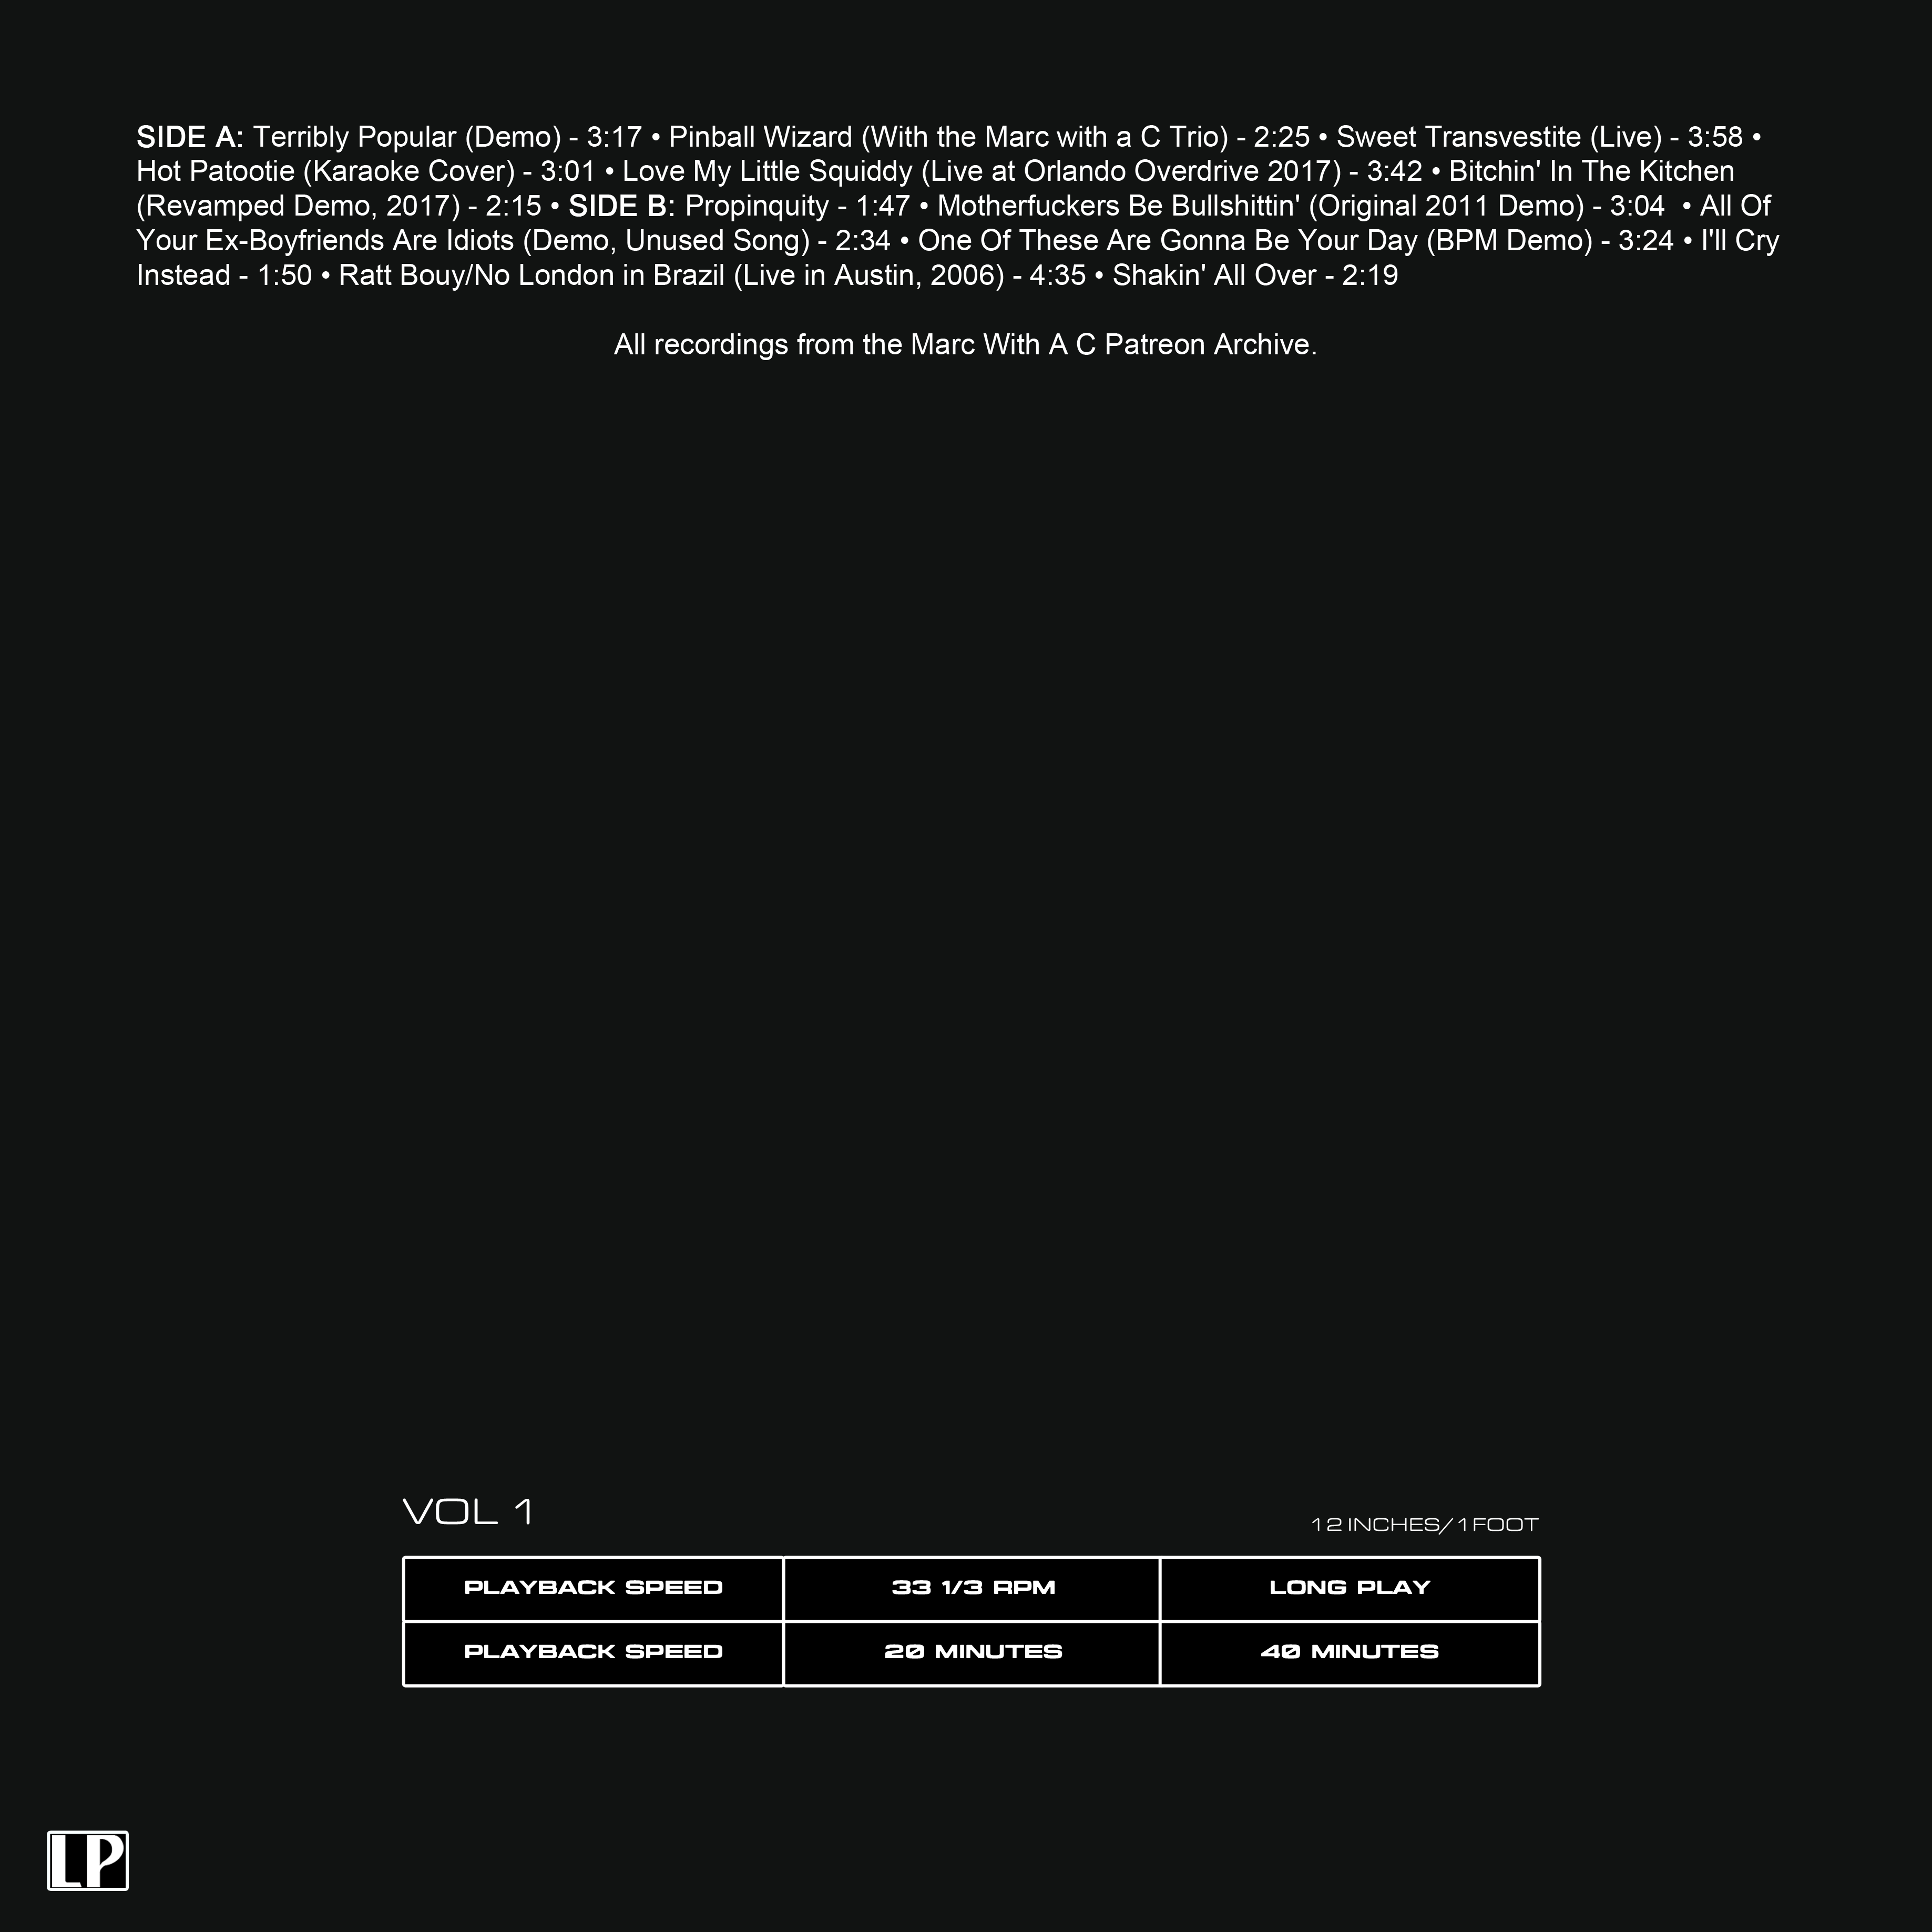 SIDE A: Terribly Popular (Demo) - 3:17 • Pinball Wizard (With the Marc with a C Trio) - 2:25 • Sweet Transvestite (Live) - 3:58 •
Hot Patootie (Karaoke Cover) - 3:01 • Love My Little Squiddy (Live at Orlando Overdrive 2017) - 3:42 • Bitchin' In The Kitchen
(Revamped Demo, 2017) - 2:15 • SIDE B: Propinquity - 1:47 • Motherfuckers Be Bullshittin' (Original 2011 Demo) - 3:04  • All Of
Your Ex-Boyfriends Are Idiots (Demo, Unused Song) - 2:34 • One Of These Are Gonna Be Your Day (BPM Demo) - 3:24 • I'll Cry
Instead - 1:50 • Ratt Bouy/No London in Brazil (Live in Austin, 2006) - 4:35 • Shakin' All Over - 2:19
All recordings from the Marc With A C Patreon Archive.
VOL 1
12 INCHES/1 FOOT
PLAYBACK SPEED 33 1/3 RPM LONG PLAY
PLAYBACK SPEED 20 MINUTES 40 MINUTES
LP